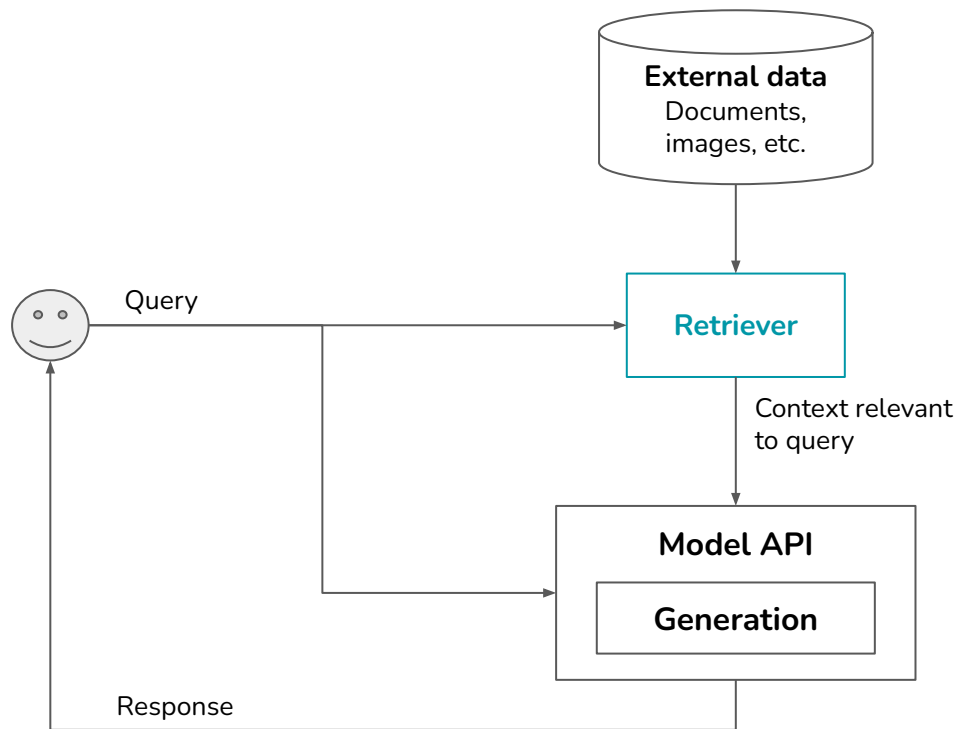 External data
Documents,
images, etc.
Query
Retriever
Context relevant
to query
Model API
Generation
Response